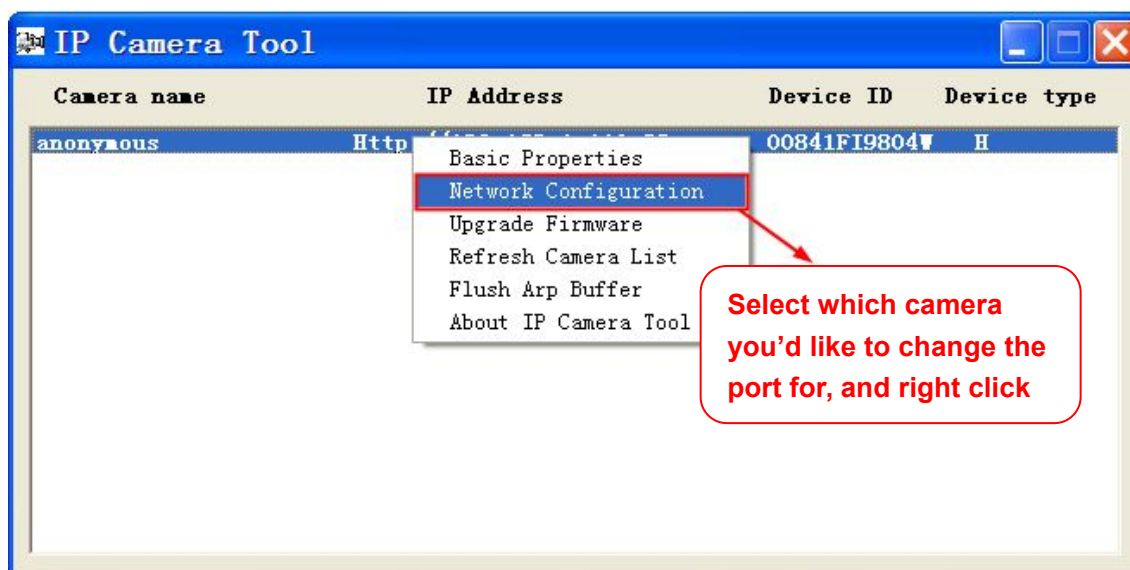 IP Camera Tool
Camera name IP Address Device ID Device type
anonymous Http 00841FI9804W H
Basic Properties
Network Configuration
Upgrade Firmware
Refresh Camera List
Flush Arp Buffer
About IP Camera Tool
Select which camera
you’d like to change the
port for, and right click